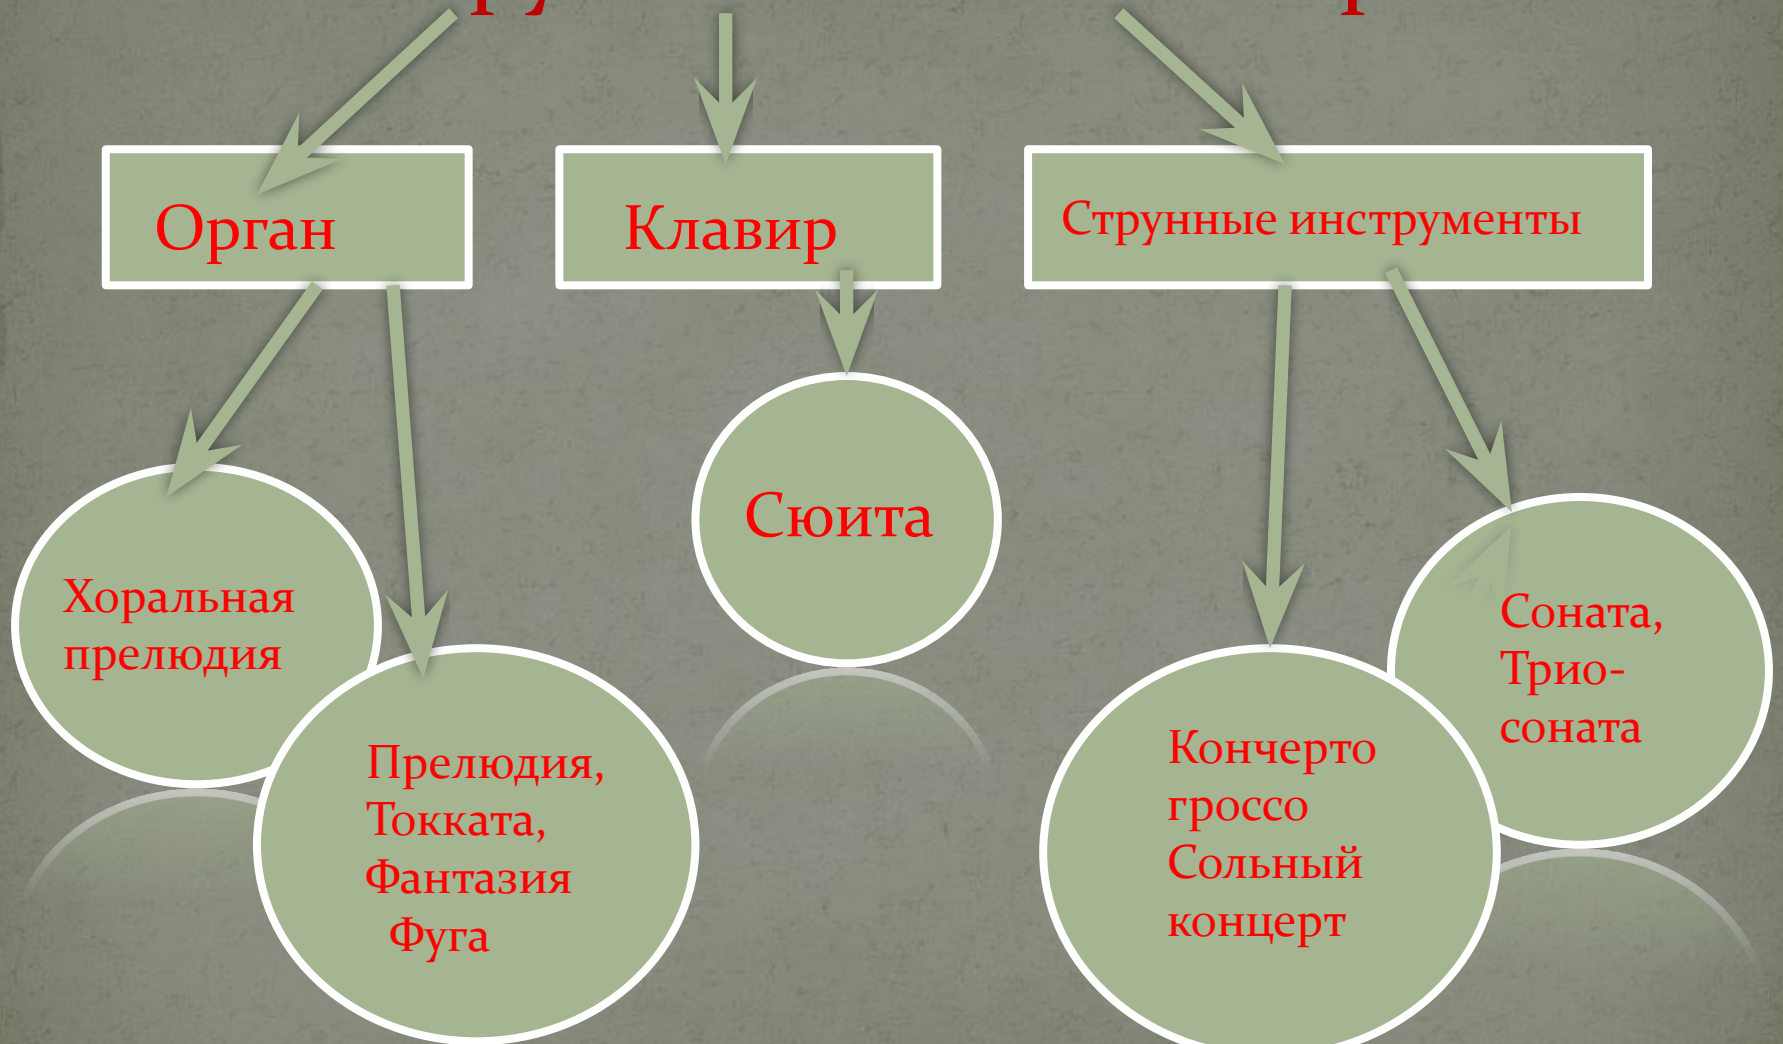 Орган
Клавир
Струнные инструменты
Сюита
Хоральная
прелюдия
Прелюдия,
Токката,
Фантазия
Фуга
Кончерто
гроссо
Сольный
концерт
Соната,
Трио-
соната